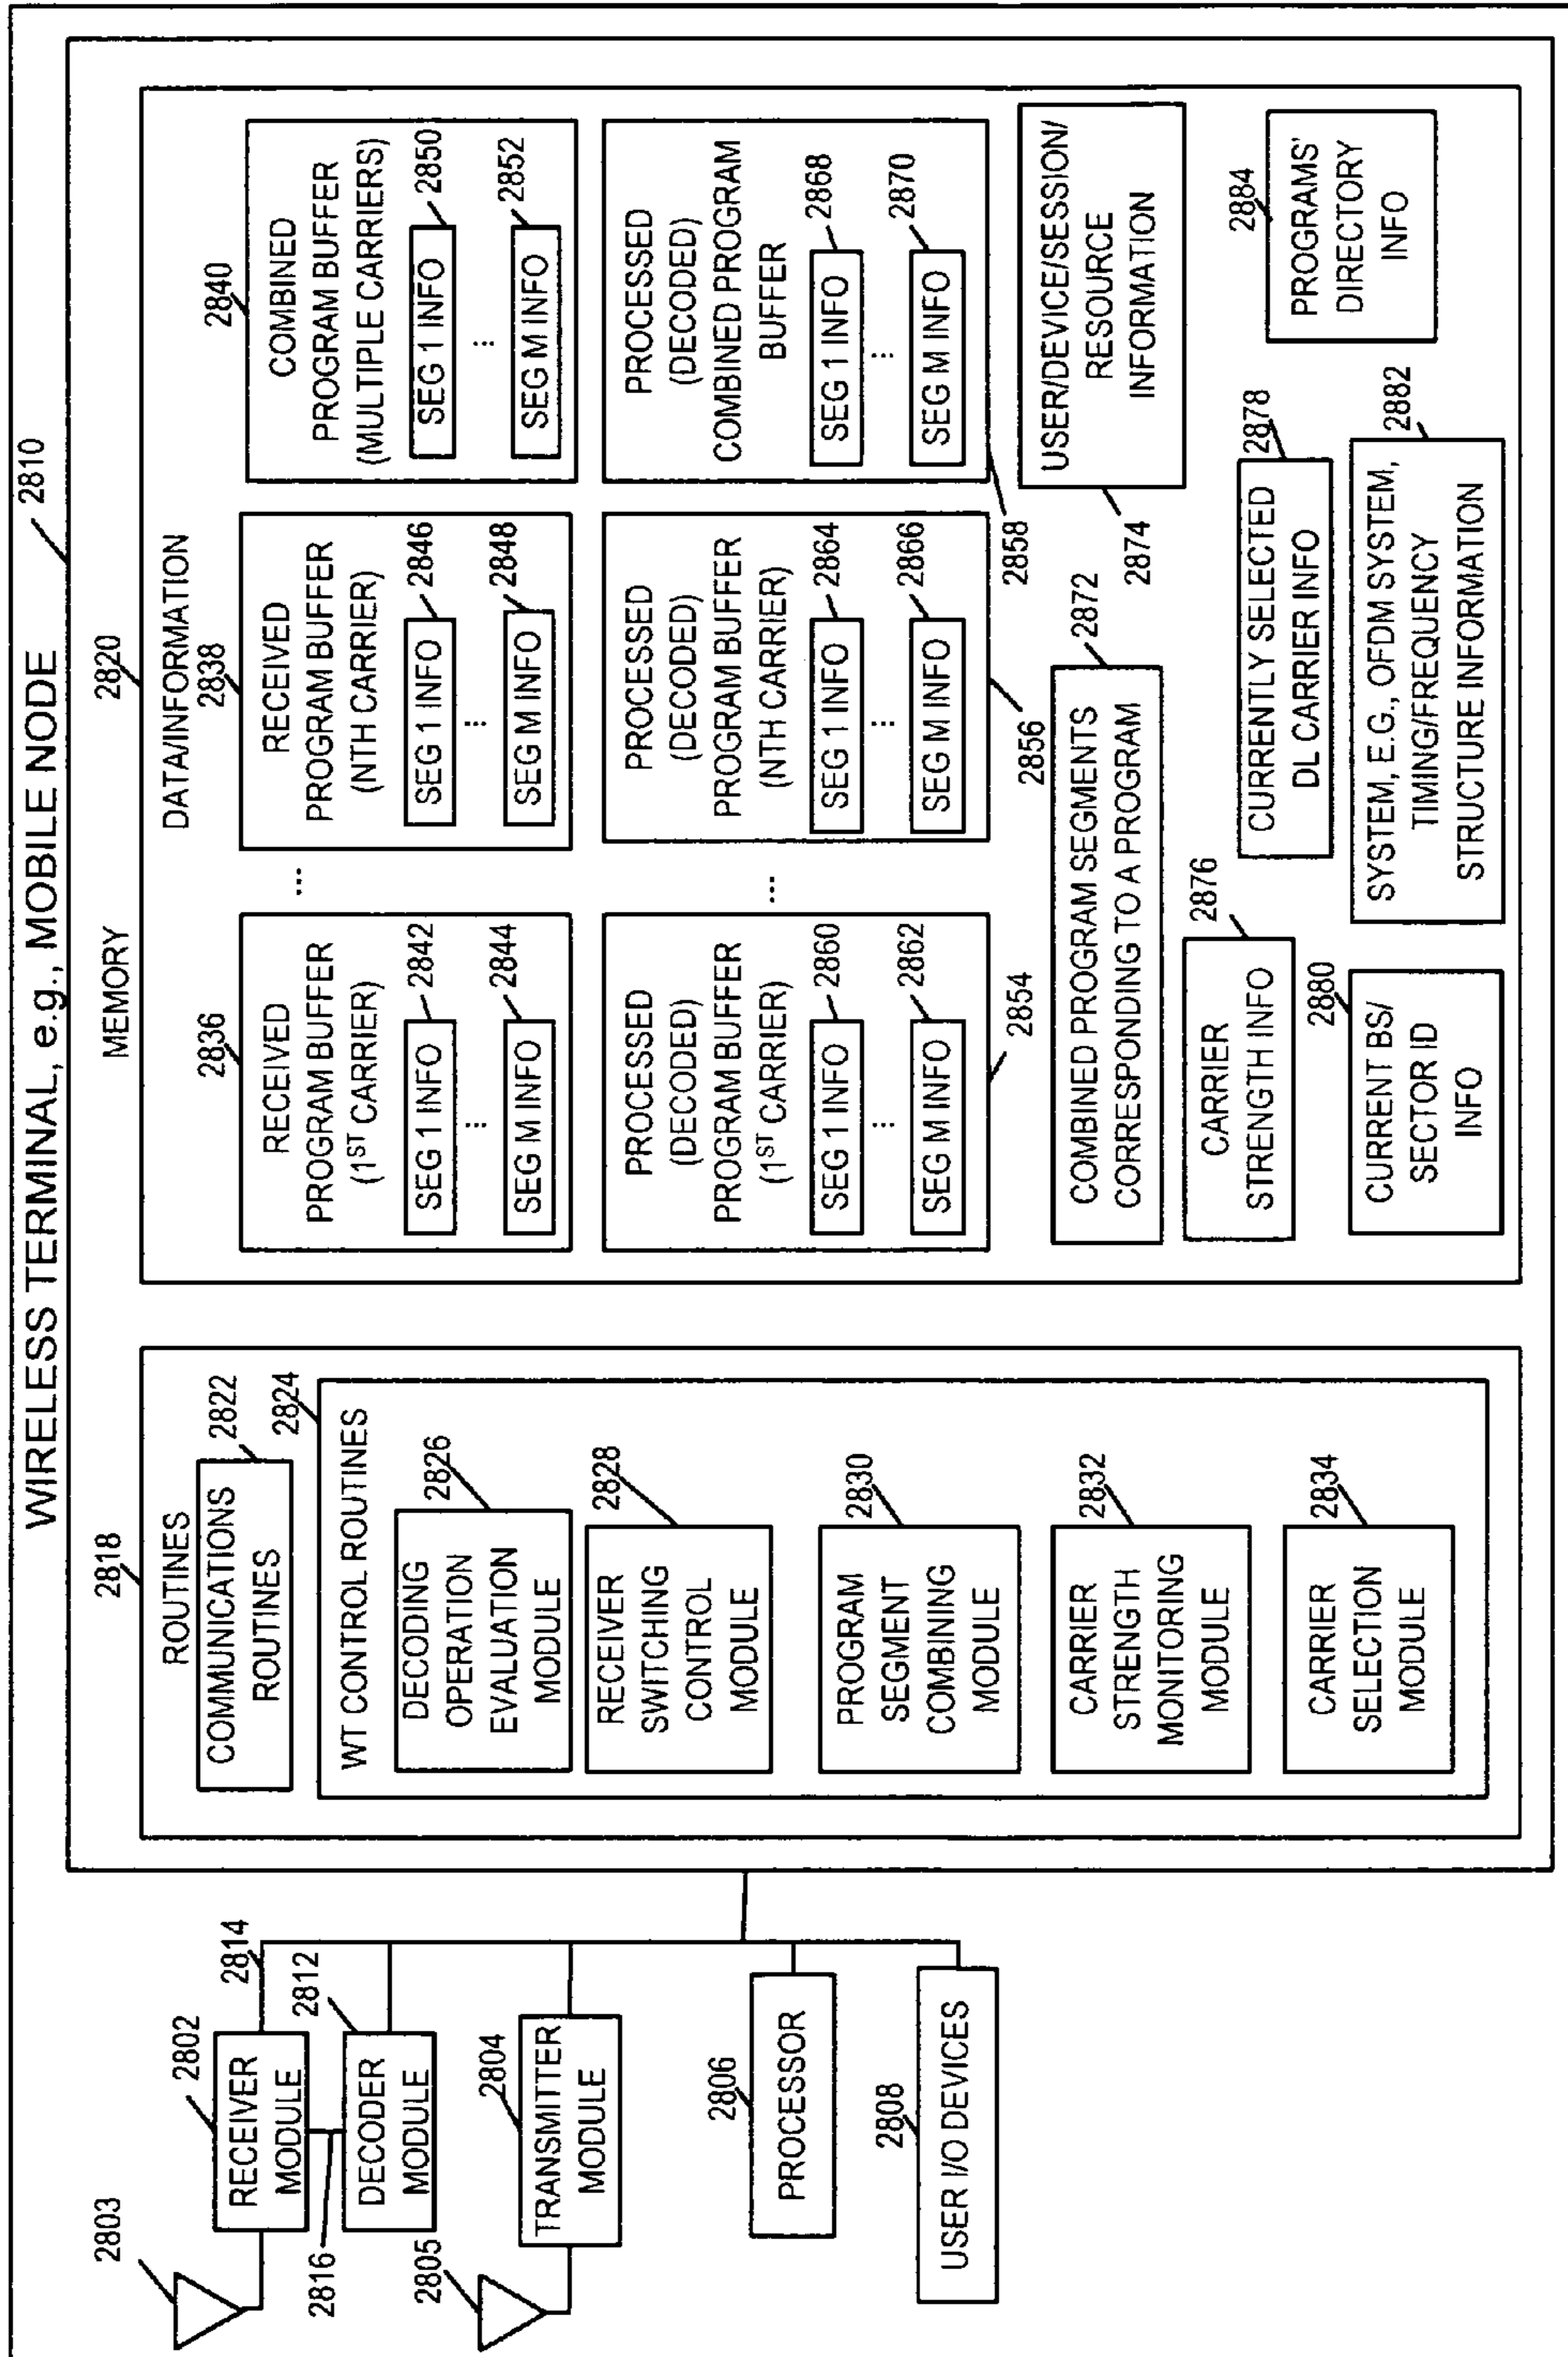 WIRELESS TERMINAL, e.g., MOBILE NODE
2810
2803
2802
RECEIVER
MODULE
2814
2816
2812
DECODER
MODULE
2805
2804
TRANSMITTER
MODULE
2806
PROCESSOR
2808
USER I/O DEVICES
MEMORY
2818
ROUTINES
2822
COMMUNICATIONS
ROUTINES
2824
WT CONTROL ROUTINES
2826
DECODING
OPERATION
EVALUATION
MODULE
2828
RECEIVER
SWITCHING
CONTROL
MODULE
2830
PROGRAM
SEGMENT
COMBINING
MODULE
2832
CARRIER
STRENGTH
MONITORING
MODULE
2834
CARRIER
SELECTION
MODULE
2820
DATA/INFORMATION
2836
RECEIVED
PROGRAM BUFFER
(1ST CARRIER)
SEG 1 INFO
2842
...
SEG M INFO
2844
...
2838
RECEIVED
PROGRAM BUFFER
(NTH CARRIER)
SEG 1 INFO
2846
...
SEG M INFO
2848
2840
COMBINED
PROGRAM BUFFER
(MULTIPLE CARRIERS)
SEG 1 INFO
2850
...
SEG M INFO
2852
PROCESSED
(DECODED)
PROGRAM BUFFER
(1ST CARRIER)
SEG 1 INFO
2860
...
SEG M INFO
2862
2854
...
PROCESSED
(DECODED)
PROGRAM BUFFER
(NTH CARRIER)
SEG 1 INFO
2864
...
SEG M INFO
2866
2856
PROCESSED
(DECODED)
COMBINED PROGRAM
BUFFER
SEG 1 INFO
2868
...
SEG M INFO
2870
2858
COMBINED PROGRAM SEGMENTS
CORRESPONDING TO A PROGRAM
2872
USER/DEVICE/SESSION/
RESOURCE
INFORMATION
2874
CARRIER
STRENGTH INFO
2876
CURRENTLY SELECTED
DL CARRIER INFO
2878
CURRENT BS/
SECTOR ID
INFO
2880
SYSTEM, E.G., OFDM SYSTEM,
TIMING/FREQUENCY
STRUCTURE INFORMATION
2882
PROGRAMS'
DIRECTORY
INFO
2884